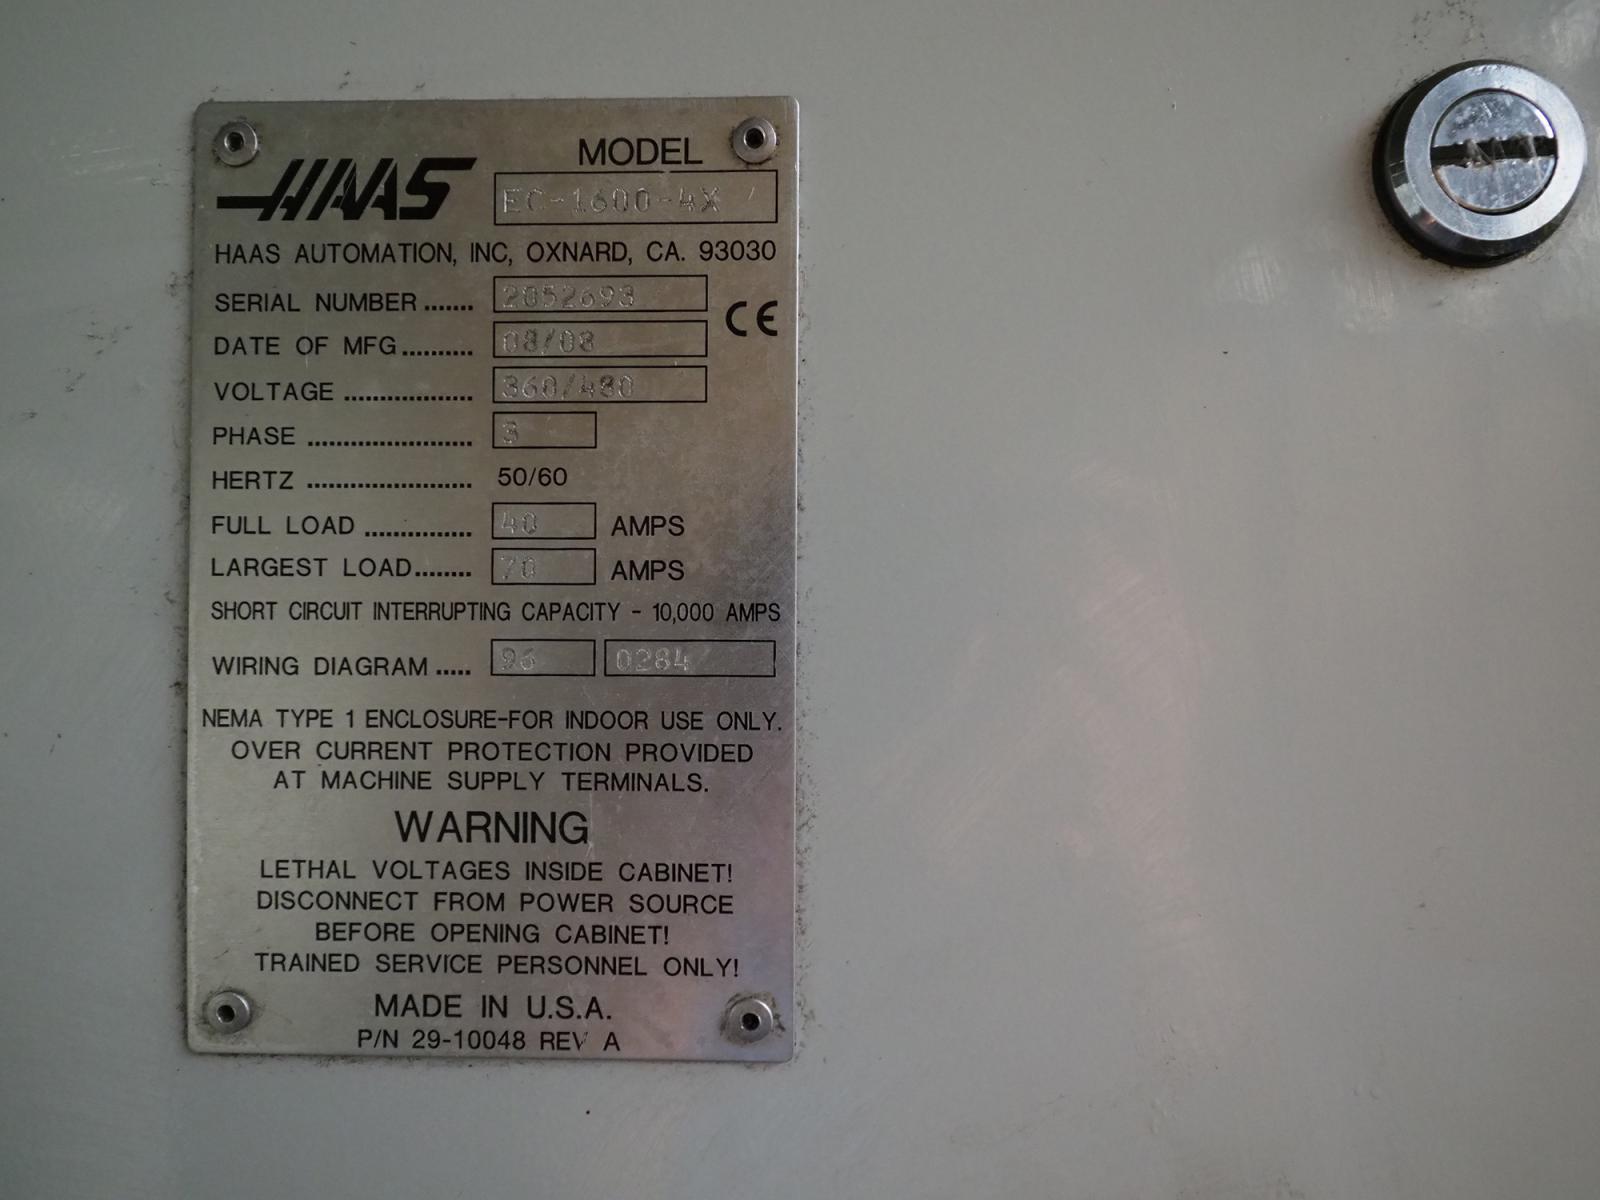 MODEL
HAAS
EC-1600-4X
HAAS AUTOMATION, INC, OXNARD, CA. 93030
SERIAL NUMBER ....... 2052693
CE
DATE OF MFG.......... 08/08
VOLTAGE .................. 360/480
PHASE ....................... 3
HERTZ ....................... 50/60
FULL LOAD ............... 40 AMPS
LARGEST LOAD........ 70 AMPS
SHORT CIRCUIT INTERRUPTING CAPACITY - 10,000 AMPS
WIRING DIAGRAM ..... 96 0284
NEMA TYPE 1 ENCLOSURE-FOR INDOOR USE ONLY.
OVER CURRENT PROTECTION PROVIDED
AT MACHINE SUPPLY TERMINALS.
WARNING
LETHAL VOLTAGES INSIDE CABINET!
DISCONNECT FROM POWER SOURCE
BEFORE OPENING CABINET!
TRAINED SERVICE PERSONNEL ONLY!
MADE IN U.S.A.
P/N 29-10048 REV A